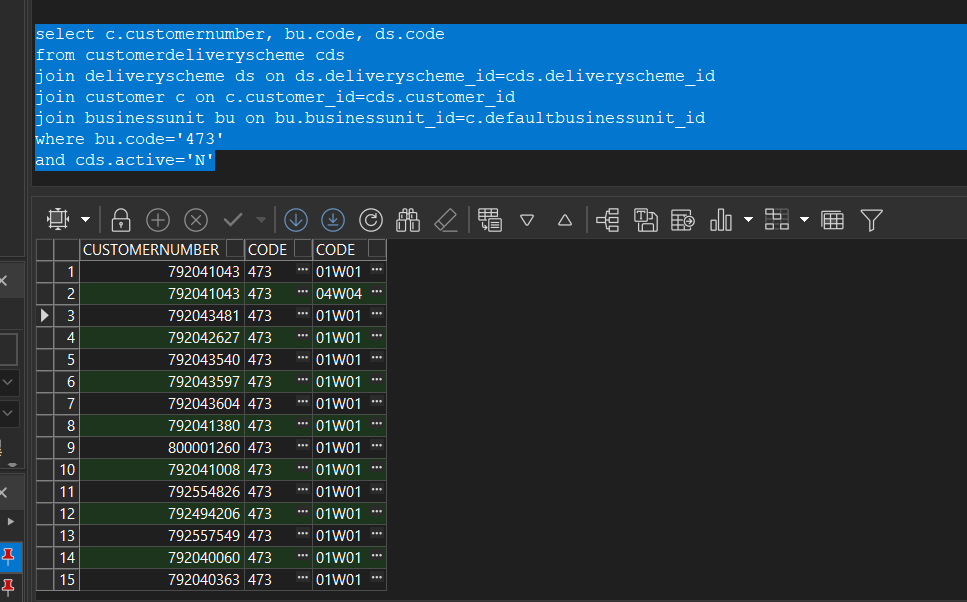 select c.customernumber, bu.code, ds.code
from customerdeliveryscheme cds
join deliveryscheme ds on ds.deliveryscheme_id=cds.deliveryscheme_id
join customer c on c.customer_id=cds.customer_id
join businessunit bu on bu.businessunit_id=c.defaultbusinessunit_id
where bu.code='473'
and cds.active='N'
CUSTOMERNUMBER CODE CODE
1 792041043 473 ... 01W01 ...
2 792041043 473 ... 04W04 ...
3 792043481 473 ... 01W01 ...
4 792042627 473 ... 01W01 ...
5 792043540 473 ... 01W01 ...
6 792043597 473 ... 01W01 ...
7 792043604 473 ... 01W01 ...
8 792041380 473 ... 01W01 ...
9 800001260 473 ... 01W01 ...
10 792041008 473 ... 01W01 ...
11 792554826 473 ... 01W01 ...
12 792494206 473 ... 01W01 ...
13 792557549 473 ... 01W01 ...
14 792040060 473 ... 01W01 ...
15 792040363 473 ... 01W01 ...